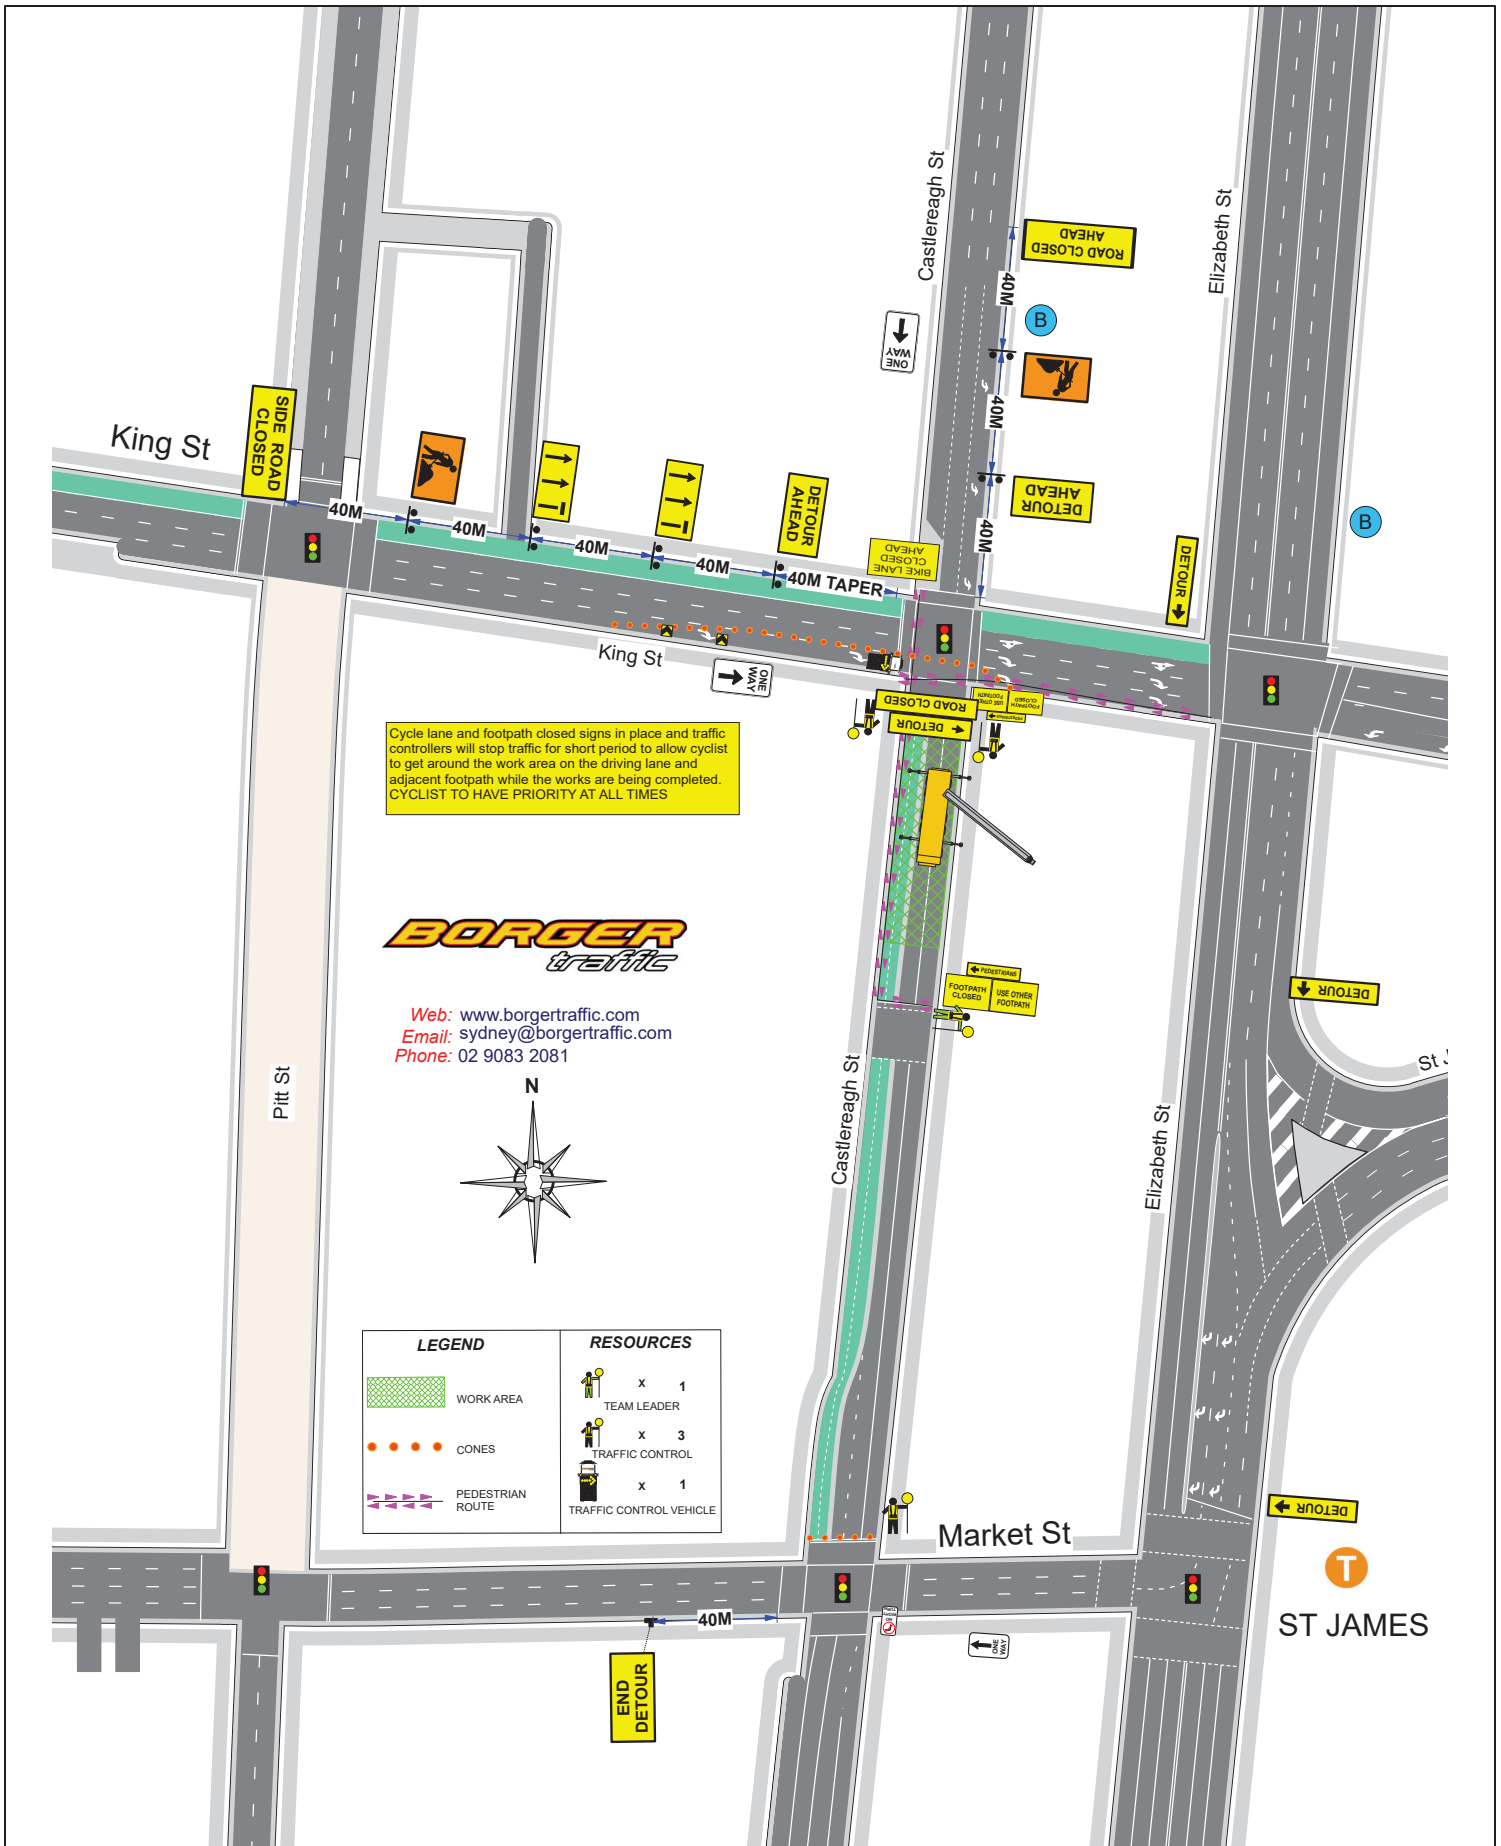 Castlereagh St
Elizabeth St
ROAD CLOSED
AHEAD
40M
B
ONE
WAY
40M
DETOUR
AHEAD
40M
B
King St
SIDE ROAD
CLOSED
40M
40M
40M
40M
DETOUR
AHEAD
40M TAPER
BIKE LANE
CLOSED
AHEAD
DETOUR
King St
ONE
WAY
ROAD CLOSED
DETOUR
USE OTHER
FOOTPATH
FOOTPATH
CLOSED
PEDESTRIANS
Cycle lane and footpath closed signs in place and traffic
controllers will stop traffic for short period to allow cyclist
to get around the work area on the driving lane and
adjacent footpath while the works are being completed.
CYCLIST TO HAVE PRIORITY AT ALL TIMES
BORGER
traffic
Web: www.borgertraffic.com
Email: sydney@borgertraffic.com
Phone: 02 9083 2081
N
PEDESTRIANS
FOOTPATH
CLOSED
USE OTHER
FOOTPATH
DETOUR
St J
Pitt St
Castlereagh St
Elizabeth St
LEGEND
WORK AREA
CONES
PEDESTRIAN
ROUTE
RESOURCES
x 1
TEAM LEADER
x 3
TRAFFIC CONTROL
x 1
TRAFFIC CONTROL VEHICLE
DETOUR
Market St
T
ST JAMES
40M
END
DETOUR
ONE
WAY